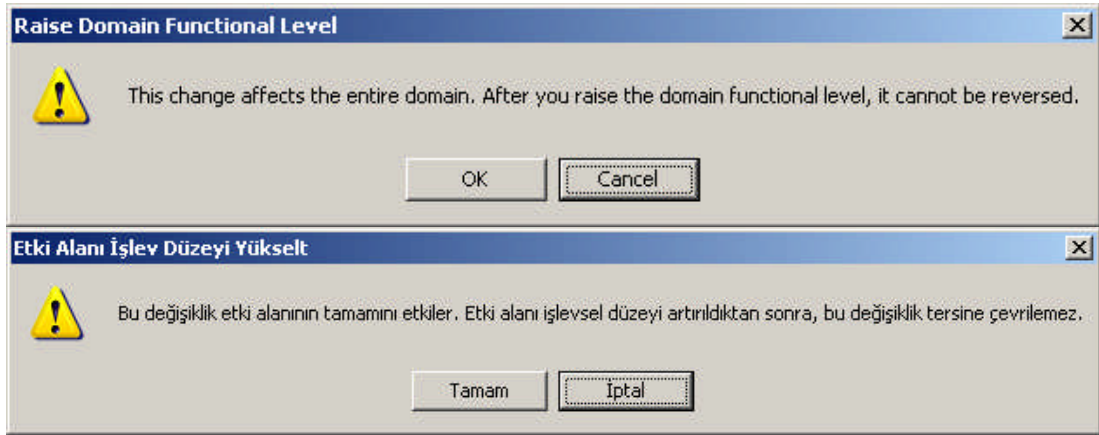 Raise Domain Functional Level
This change affects the entire domain. After you raise the domain functional level, it cannot be reversed.
OK
Cancel
Etki Alanı İşlev Düzeyi Yükselt
Bu değişiklik etki alanının tamamını etkiler. Etki alanı işlevsel düzeyi artırıldıktan sonra, bu değişiklik tersine çevrilemez.
Tamam
İptal